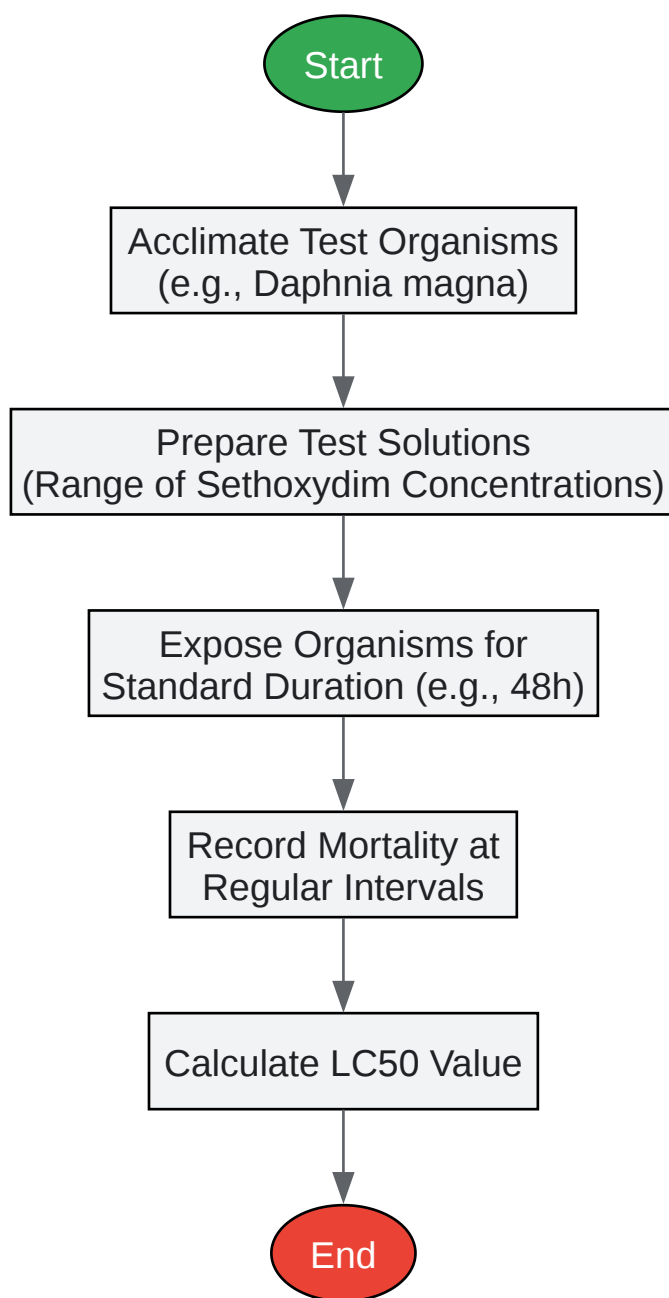 Start
Acclimate Test Organisms
(e.g., Daphnia magna)
Prepare Test Solutions
(Range of Sethoxydim Concentrations)
Expose Organisms for
Standard Duration (e.g., 48h)
Record Mortality at
Regular Intervals
Calculate LC50 Value
End